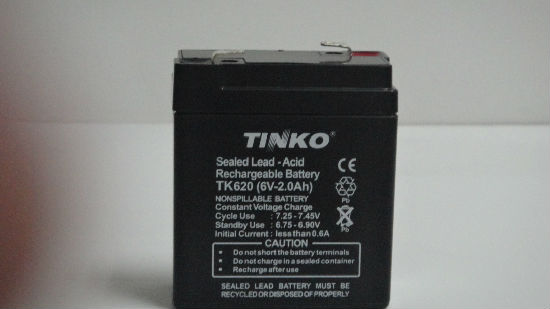 TINKO®
Sealed Lead - Acid
Rechargeable Battery
TK620 (6V-2.0Ah)
NONSPILLABLE BATTERY
Constant Voltage Charge
Cycle Use : 7.25 - 7.45V
Standby Use : 6.75 - 6.90V
Initial Current : less than 0.6A
CE
Pb
Pb
CAUTION
Do not short the battery terminals
Do not charge in a sealed container
Recharge after use
SEALED LEAD BATTERY MUST BE
RECYCLED OR DISPOSED OF PROPERLY